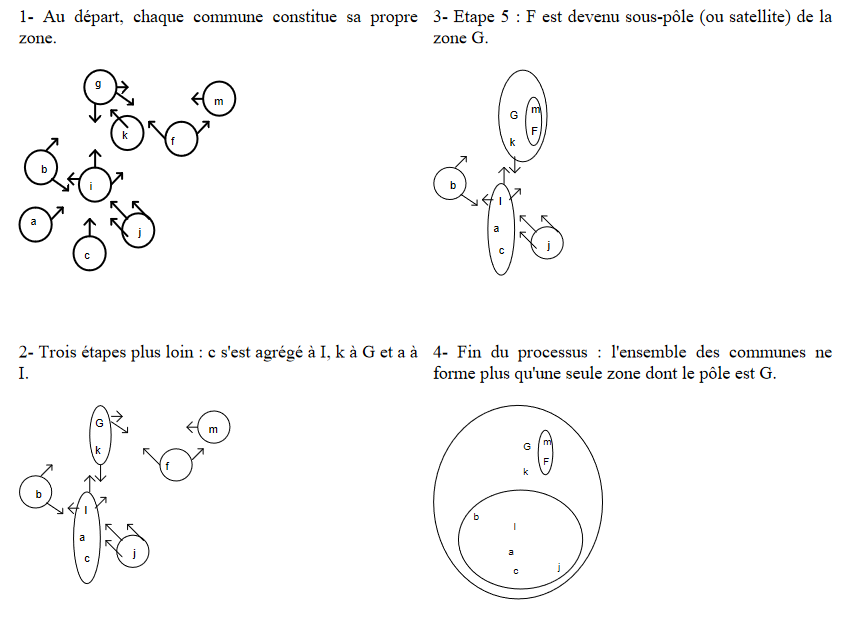 1- Au départ, chaque commune constitue sa propre
zone.
g
m
k
f
b
i
a
j
c
3- Etape 5 : F est devenu sous-pôle (ou satellite) de la
zone G.
G
m
F
k
b
I
a
c
j
2- Trois étapes plus loin : c s'est agrégé à I, k à G et a à
I.
G
m
k
f
b
I
a
c
j
4- Fin du processus : l'ensemble des communes ne
forme plus qu'une seule zone dont le pôle est G.
G
m
F
k
b
I
a
c
j